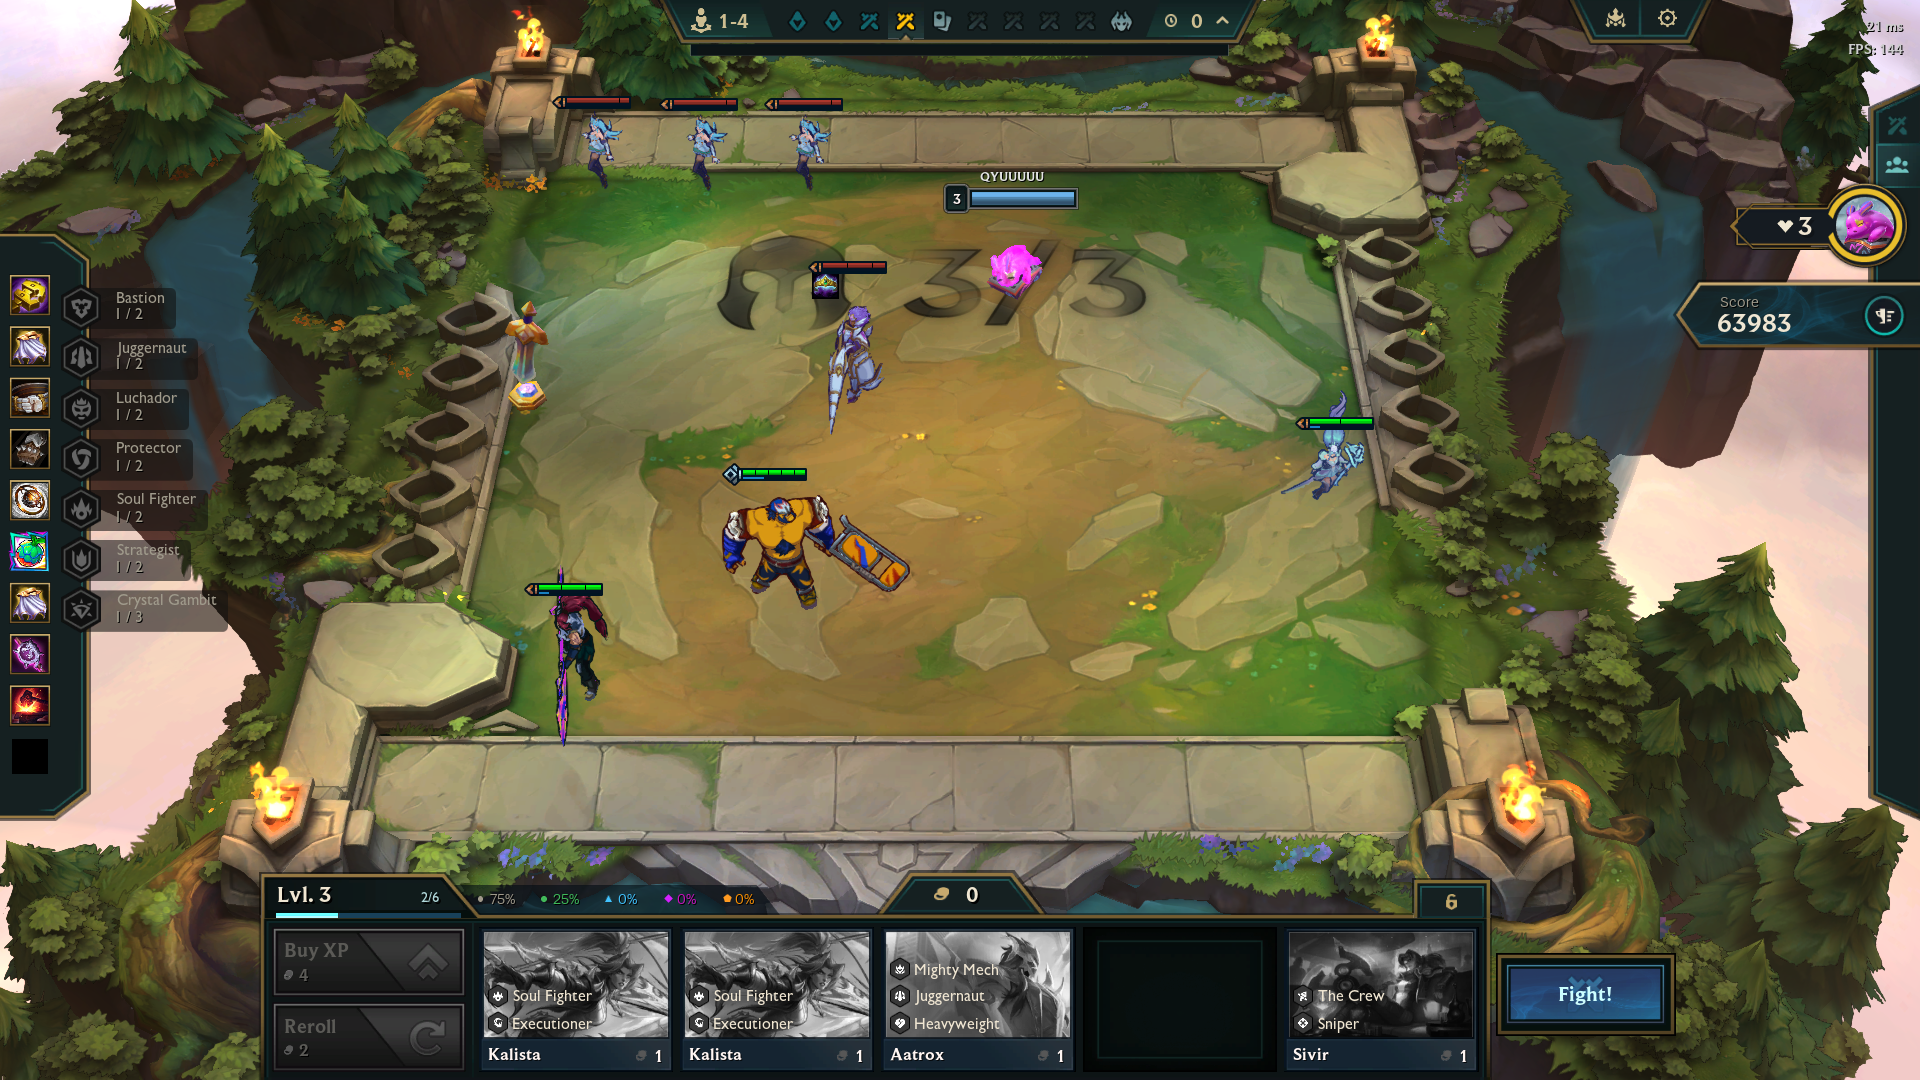 1-4
0
21 ms
FPS: 144
QYUUUUU
3
3/3
3
Score
63983
Bastion
1 / 2
Juggernaut
1 / 2
Luchador
1 / 2
Protector
1 / 2
Soul Fighter
1 / 2
Strategist
1 / 2
Crystal Gambit
1 / 3
Lvl. 3
2/6
75%
25%
0%
0%
0%
0
6
Buy XP
4
Reroll
2
Soul Fighter
Executioner
Kalista
1
Soul Fighter
Executioner
Kalista
1
Mighty Mech
Juggernaut
Heavyweight
Aatrox
1
The Crew
Sniper
Sivir
1
Fight!